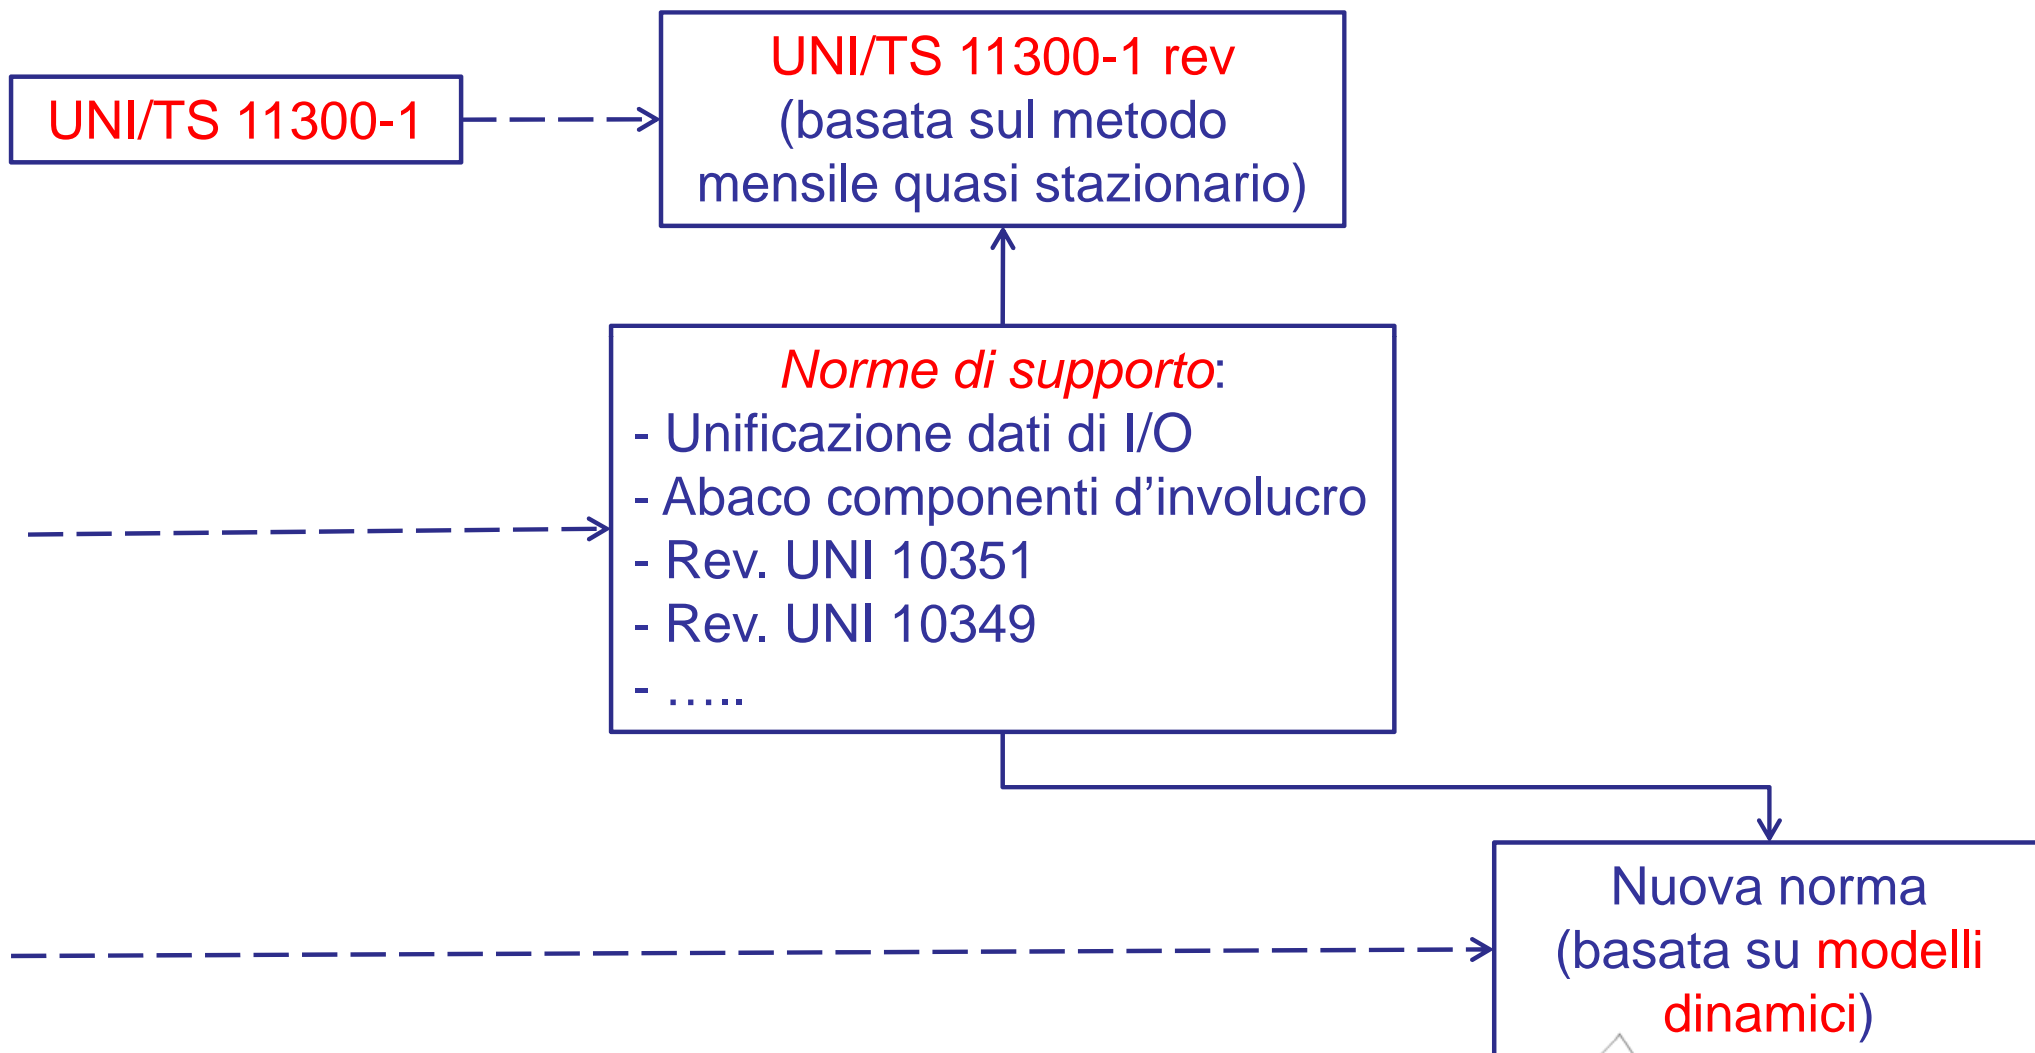 UNI/TS 11300-1
UNI/TS 11300-1 rev
(basata sul metodo
mensile quasi stazionario)
Norme di supporto:
- Unificazione dati di I/O
- Abaco componenti d’involucro
- Rev. UNI 10351
- Rev. UNI 10349
- …..
Nuova norma
(basata su modelli
dinamici)